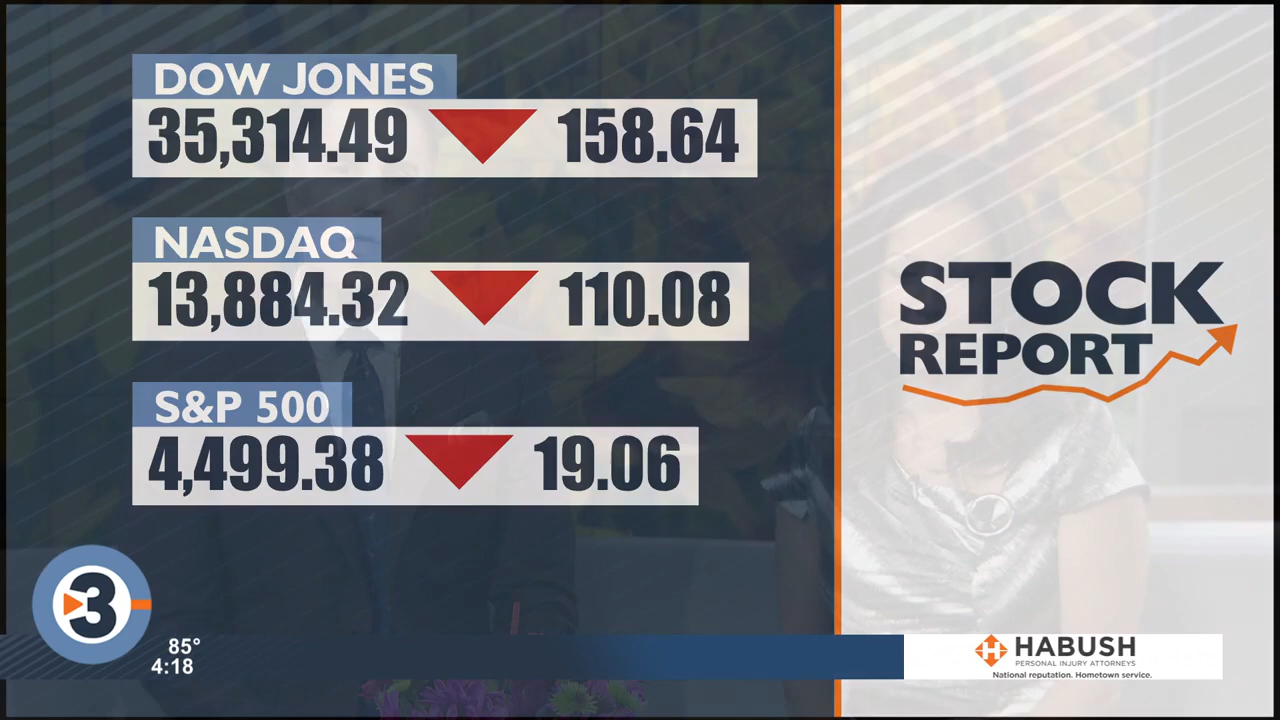 DOW JONES
35,314.49 158.64
NASDAQ
13,884.32 110.08
S&P 500
4,499.38 19.06
STOCK
REPORT
3
85°
4:18
HABUSH
PERSONAL INJURY ATTORNEYS
National reputation. Hometown service.